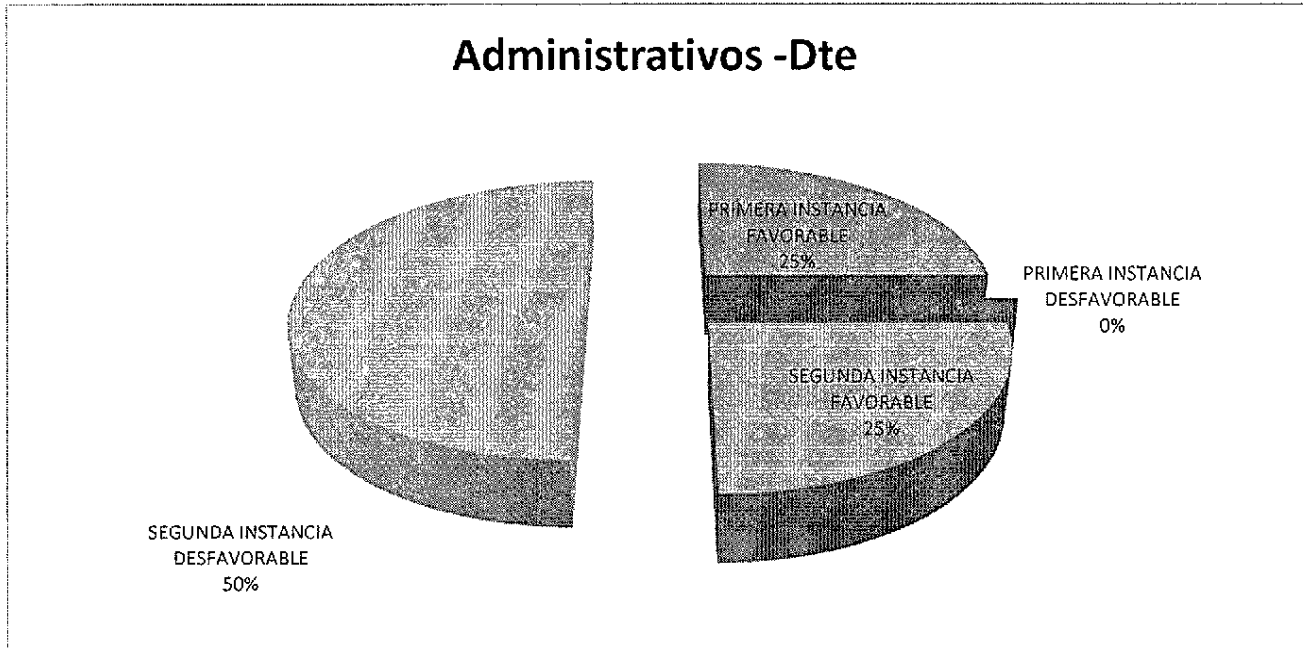 Administrativos -Dte
PRIMERA INSTANCIA
FAVORABLE
25%
PRIMERA INSTANCIA
DESFAVORABLE
0%
SEGUNDA INSTANCIA
FAVORABLE
25%
SEGUNDA INSTANCIA
DESFAVORABLE
50%